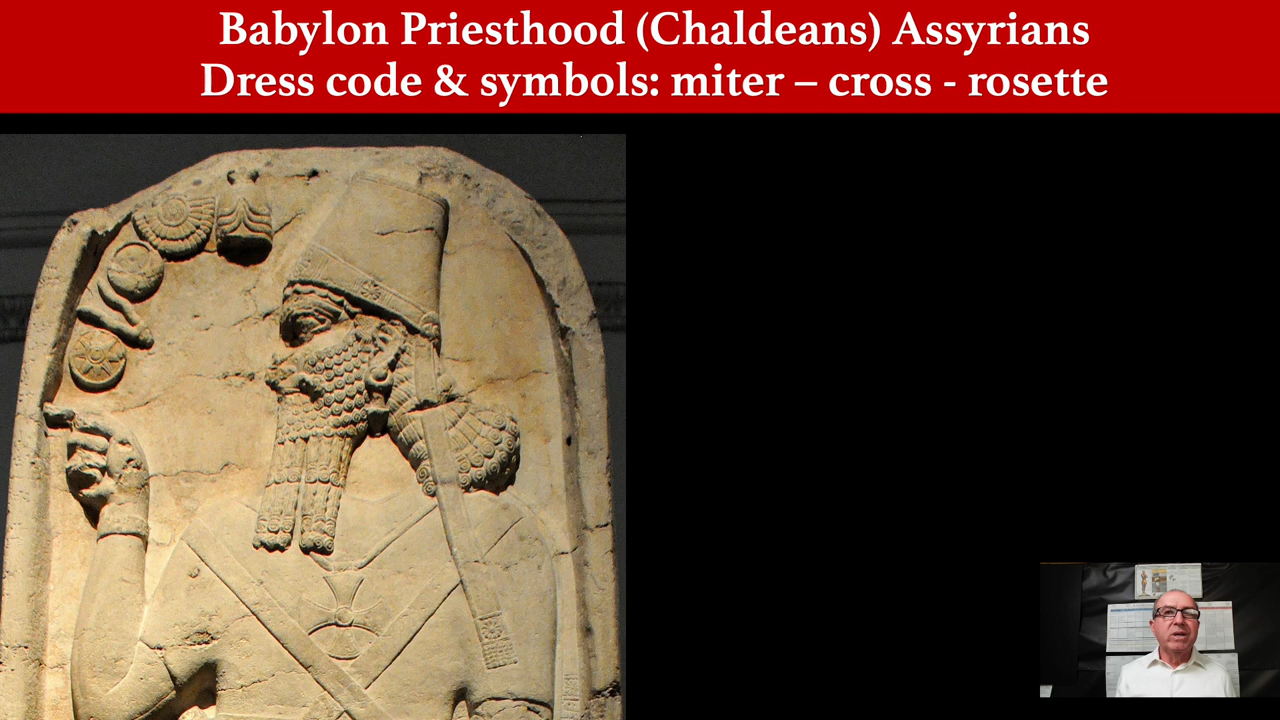 Babylon Priesthood (Chaldeans) Assyrians
Dress code & symbols: miter – cross - rosette